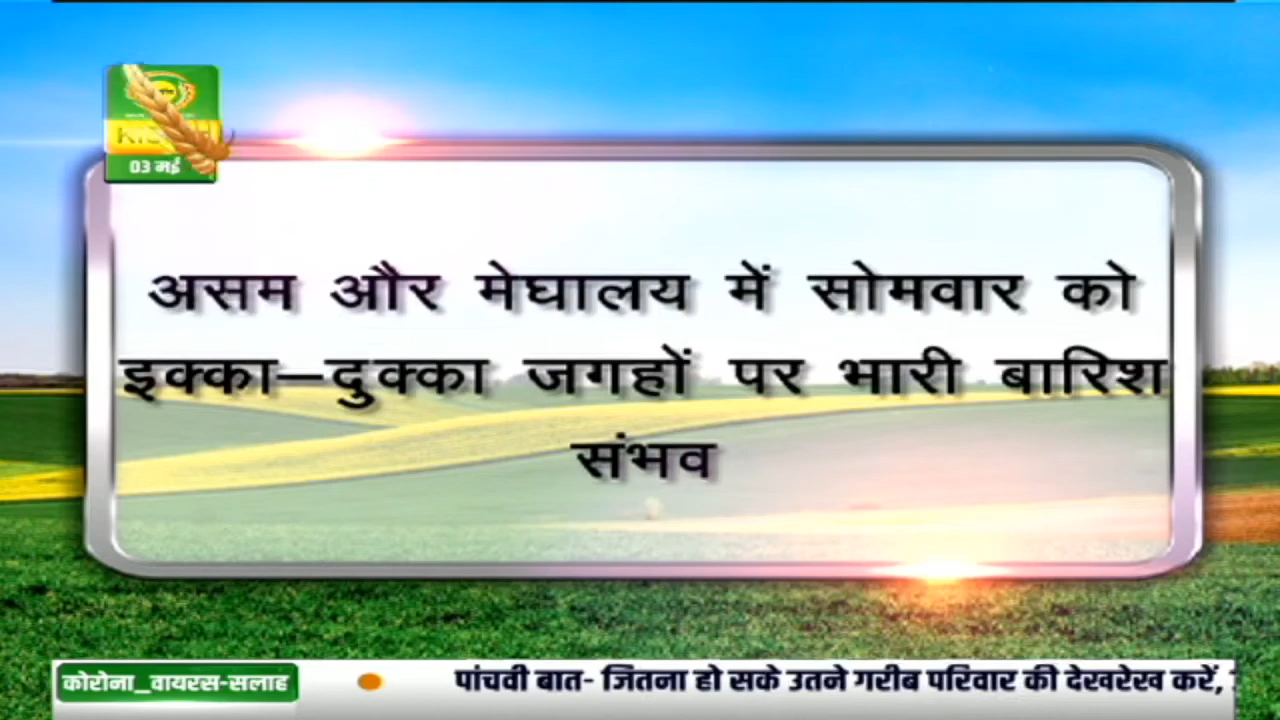 03 मई
असम और मेघालय में सोमवार को
इक्का–दुक्का जगहों पर भारी बारिश
संभव
कोरोना_वायरस-सलाह
पांचवी बात- जितना हो सके उतने गरीब परिवार की देखरेख करें,